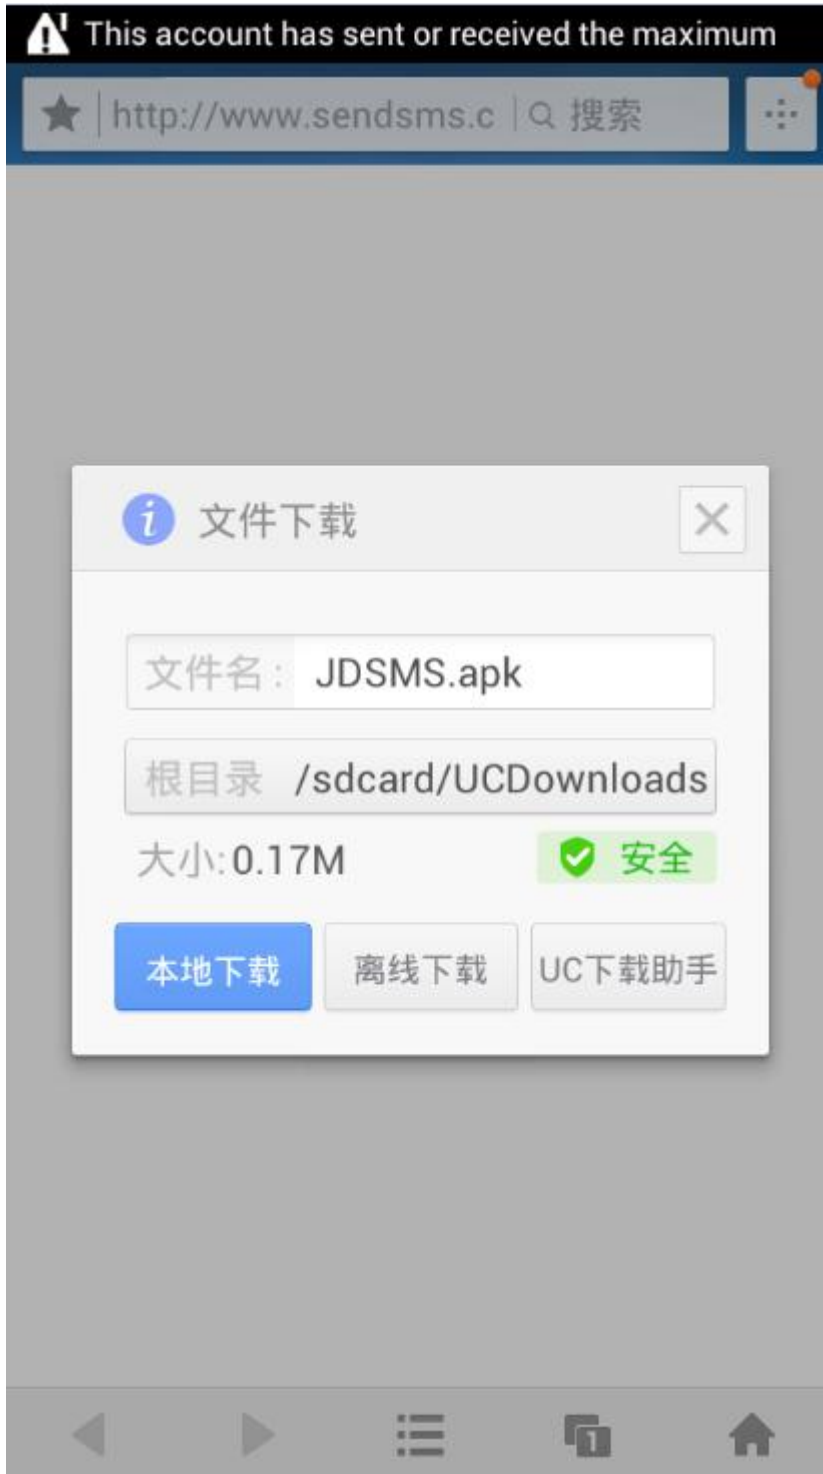 This account has sent or received the maximum
http://www.sendsms.c 搜索
文件下载
文件名: JDSMS.apk
根目录 /sdcard/UCDownloads
大小:0.17M 安全
本地下载 离线下载 UC下载助手
1